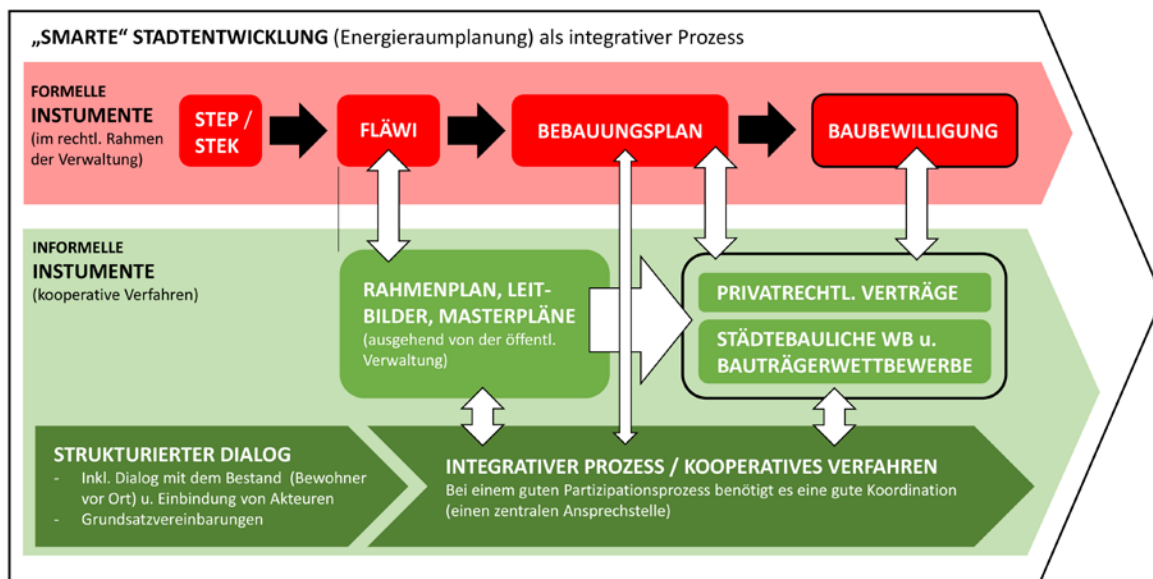 „SMARTE“ STADTENTWICKLUNG (Energieraumplanung) als integrativer Prozess
FORMELLE
INSTUMENTE
(im rechtl. Rahmen
der Verwaltung)
STEP /
STEK
FLÄWI
BEBAUUNGSPLAN
BAUBEWILLIGUNG
INFORMELLE
INSTUMENTE
(kooperative Verfahren)
RAHMENPLAN, LEIT-
BILDER, MASTERPLÄNE
(ausgehend von der öffentl.
Verwaltung)
PRIVATRECHTL. VERTRÄGE
STÄDTEBAULICHE WB u.
BAUTRÄGERWETTBEWERBE
STRUKTURIERTER DIALOG
- Inkl. Dialog mit dem Bestand (Bewohner
vor Ort) u. Einbindung von Akteuren
- Grundsatzvereinbarungen
INTEGRATIVER PROZESS / KOOPERATIVES VERFAHREN
Bei einem guten Partizipationsprozess benötigt es eine gute Koordination
(einen zentralen Ansprechstelle)